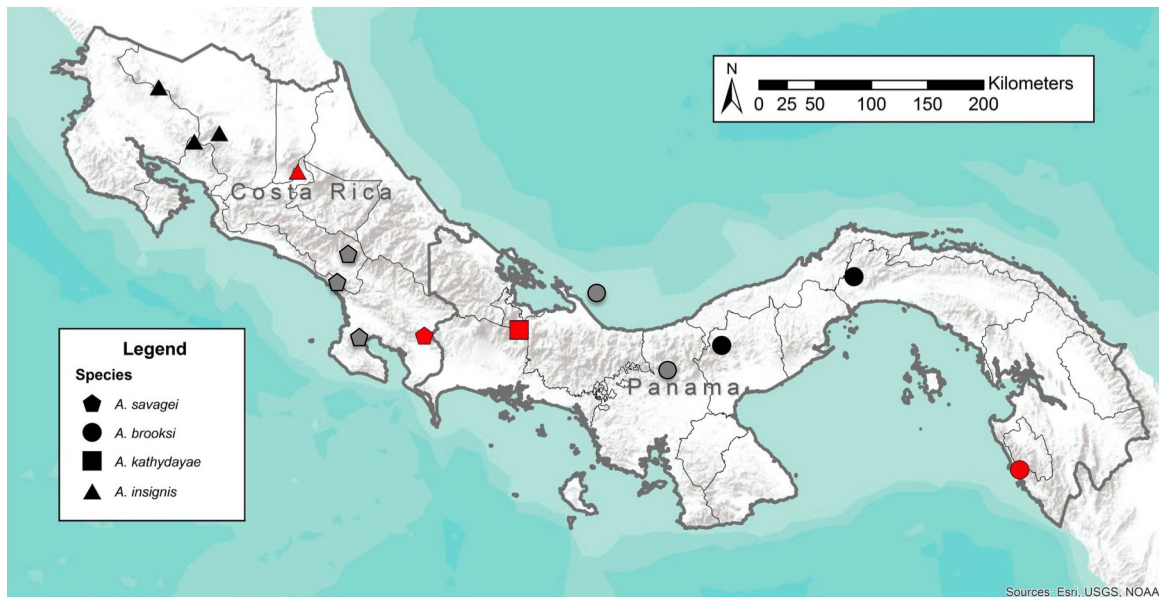 N
Kilometers
0 25 50 100 150 200
Costa Rica
Panama
Legend
Species
A. savagei
A. brooksi
A. kathydayae
A. insignis
Sources: Esri, USGS, NOAA